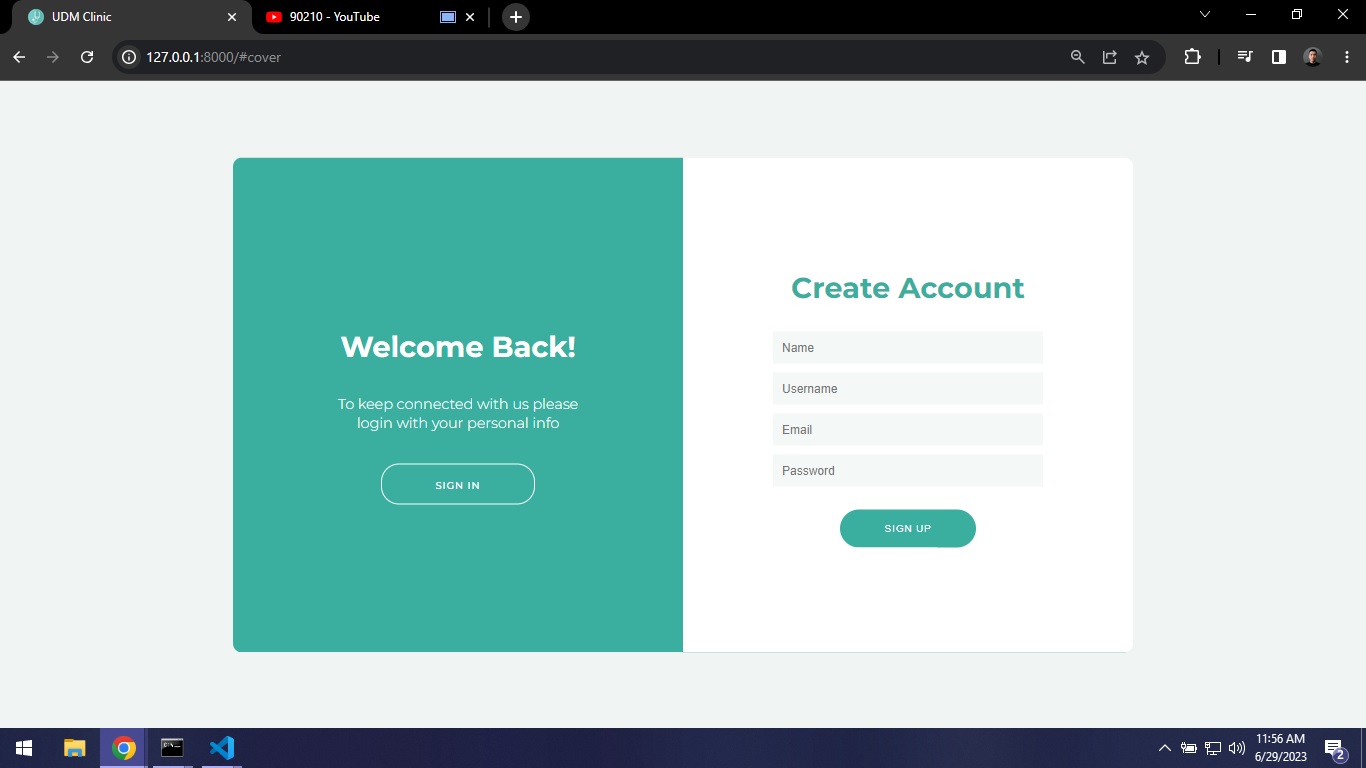 UDM Clinic
90210 - YouTube
127.0.0.1:8000/#cover
Welcome Back!
To keep connected with us please
login with your personal info
SIGN IN
Create Account
Name
Username
Email
Password
SIGN UP
11:56 AM
6/29/2023
2